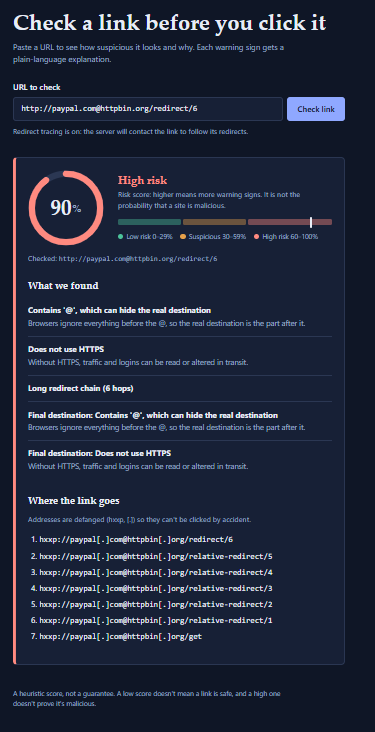 Check a link before you click it
Paste a URL to see how suspicious it looks and why. Each warning sign gets a
plain-language explanation.
URL to check
http://paypal.com@httpbin.org/redirect/6
Check link
Redirect tracing is on: the server will contact the link to follow its redirects.
90%
High risk
Risk score: higher means more warning signs. It is not the
probability that a site is malicious.
Low risk 0–29%
Suspicious 30–59%
High risk 60–100%
Checked: http://paypal.com@httpbin.org/redirect/6
What we found
Contains '@', which can hide the real destination
Browsers ignore everything before the @, so the real destination is the part after it.
Does not use HTTPS
Without HTTPS, traffic and logins can be read or altered in transit.
Long redirect chain (6 hops)
Final destination: Contains '@', which can hide the real destination
Browsers ignore everything before the @, so the real destination is the part after it.
Final destination: Does not use HTTPS
Without HTTPS, traffic and logins can be read or altered in transit.
Where the link goes
Addresses are defanged (hxxp, [.]) so they can't be clicked by accident.
1. hxxp://paypal[.]com@httpbin[.]org/redirect/6
2. hxxp://paypal[.]com@httpbin[.]org/relative-redirect/5
3. hxxp://paypal[.]com@httpbin[.]org/relative-redirect/4
4. hxxp://paypal[.]com@httpbin[.]org/relative-redirect/3
5. hxxp://paypal[.]com@httpbin[.]org/relative-redirect/2
6. hxxp://paypal[.]com@httpbin[.]org/relative-redirect/1
7. hxxp://paypal[.]com@httpbin[.]org/get
A heuristic score, not a guarantee. A low score doesn't mean a link is safe, and a high one
doesn't prove it's malicious.